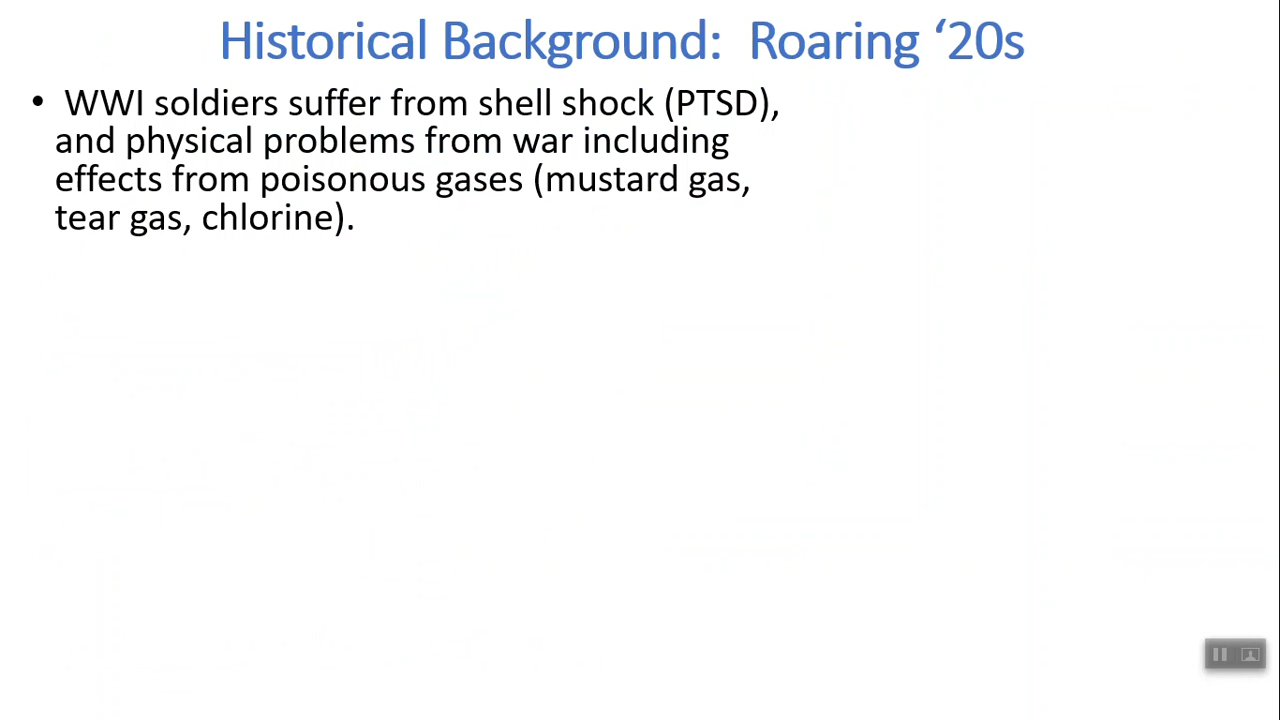 Historical Background:  Roaring ‘20s
• WWI soldiers suffer from shell shock (PTSD),
and physical problems from war including
effects from poisonous gases (mustard gas,
tear gas, chlorine).